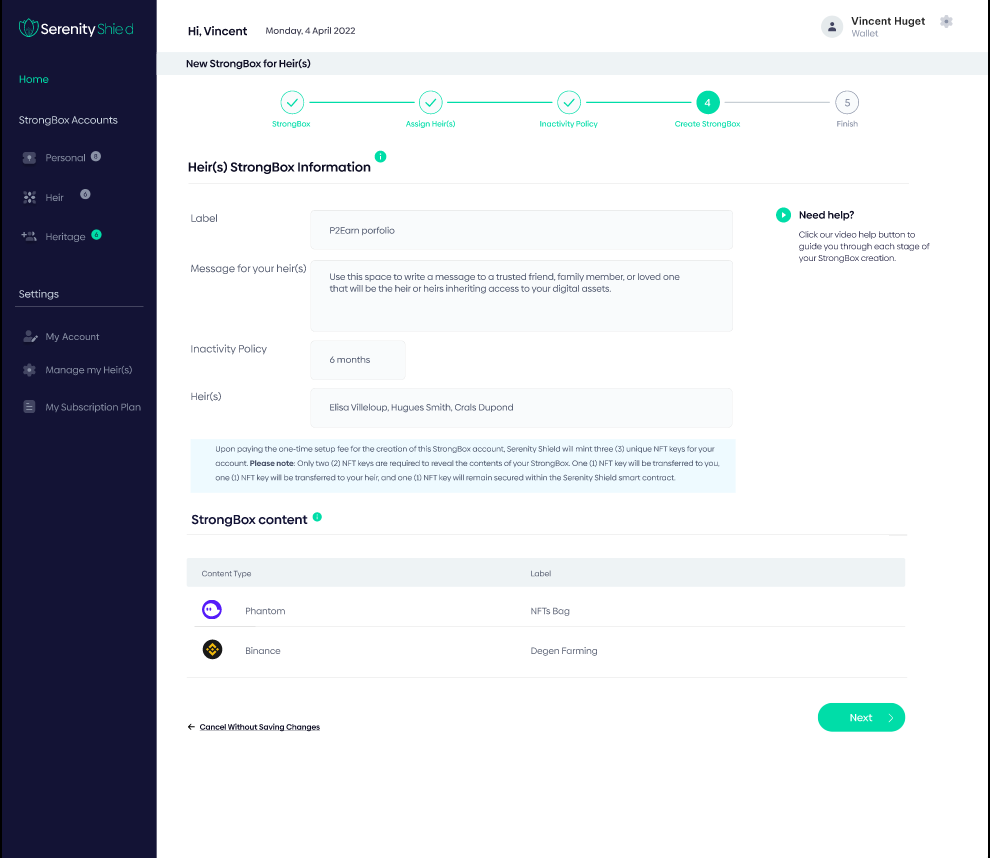 Serenity Shield
Hi, Vincent
Monday, 4 April 2022
Vincent Huget
Wallet
New StrongBox for Heir(s)
Home
StrongBox Accounts
Personal 8
Heir 6
Heritage 6
Settings
My Account
Manage my Heir(s)
My Subscription Plan
4
5
StrongBox
Assign Heir(s)
Inactivity Policy
Create StrongBox
Finish
Heir(s) StrongBox Information
Label
P2Earn porfolio
Message for your heir(s)
Use this space to write a message to a trusted friend, family member, or loved one
that will be the heir or heirs inheriting access to your digital assets.
Inactivity Policy
6 months
Heir(s)
Elisa Villeloup, Hugues Smith, Crals Dupond
Need help?
Click our video help button to
guide you through each stage of
your StrongBox creation.
Upon paying the one-time setup fee for the creation of this StrongBox account, Serenity Shield will mint three (3) unique NFT keys for your
account. Please note: Only two (2) NFT keys are required to reveal the contents of your StrongBox. One (1) NFT key will be transferred to you,
one (1) NFT key will be transferred to your heir, and one (1) NFT key will remain secured within the Serenity Shield smart contract.
StrongBox content
Content Type
Label
Phantom
NFTs Bag
Binance
Degen Farming
Cancel Without Saving Changes
Next